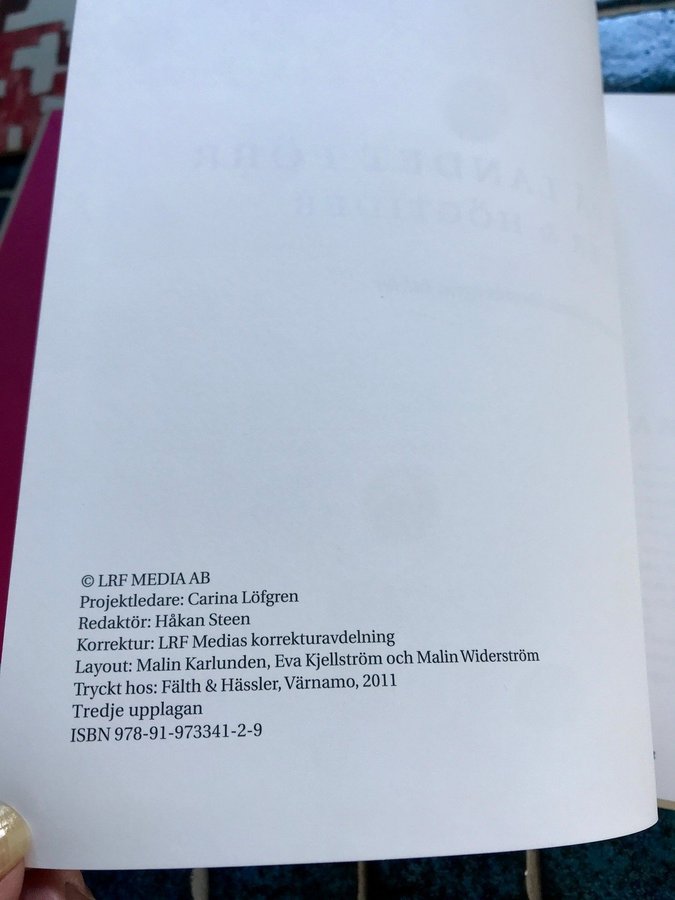 © LRF MEDIA AB
Projektledare: Carina Löfgren
Redaktör: Håkan Steen
Korrektur: LRF Medias korrekturavdelning
Layout: Malin Karlunden, Eva Kjellström och Malin Widerström
Tryckt hos: Fälth & Hässler, Värnamo, 2011
Tredje upplagan
ISBN 978-91-973341-2-9